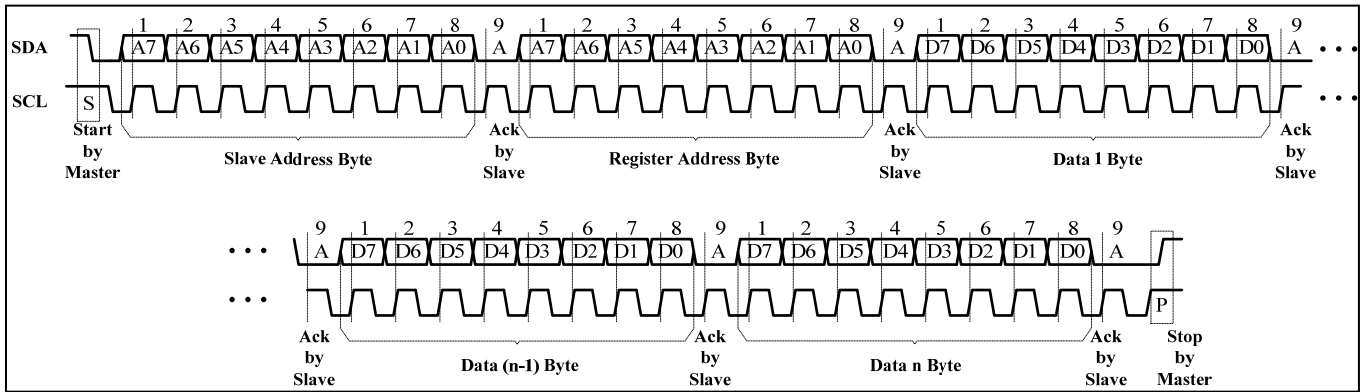 1 2 3 4 5 6 7 8 9 1 2 3 4 5 6 7 8 9 1 2 3 4 5 6 7 8 9
SDA A7 A6 A5 A4 A3 A2 A1 A0 A A7 A6 A5 A4 A3 A2 A1 A0 A D7 D6 D5 D4 D3 D2 D1 D0 A • • •
SCL S • • •
Start by Master
Slave Address Byte
Ack by Slave
Register Address Byte
Ack by Slave
Data 1 Byte
Ack by Slave
9 1 2 3 4 5 6 7 8 9 1 2 3 4 5 6 7 8 9
• • • A D7 D6 D5 D4 D3 D2 D1 D0 A D7 D6 D5 D4 D3 D2 D1 D0 A
• • • P
Ack by Slave
Data (n-1) Byte
Ack by Slave
Data n Byte
Ack by Slave
Stop by Master